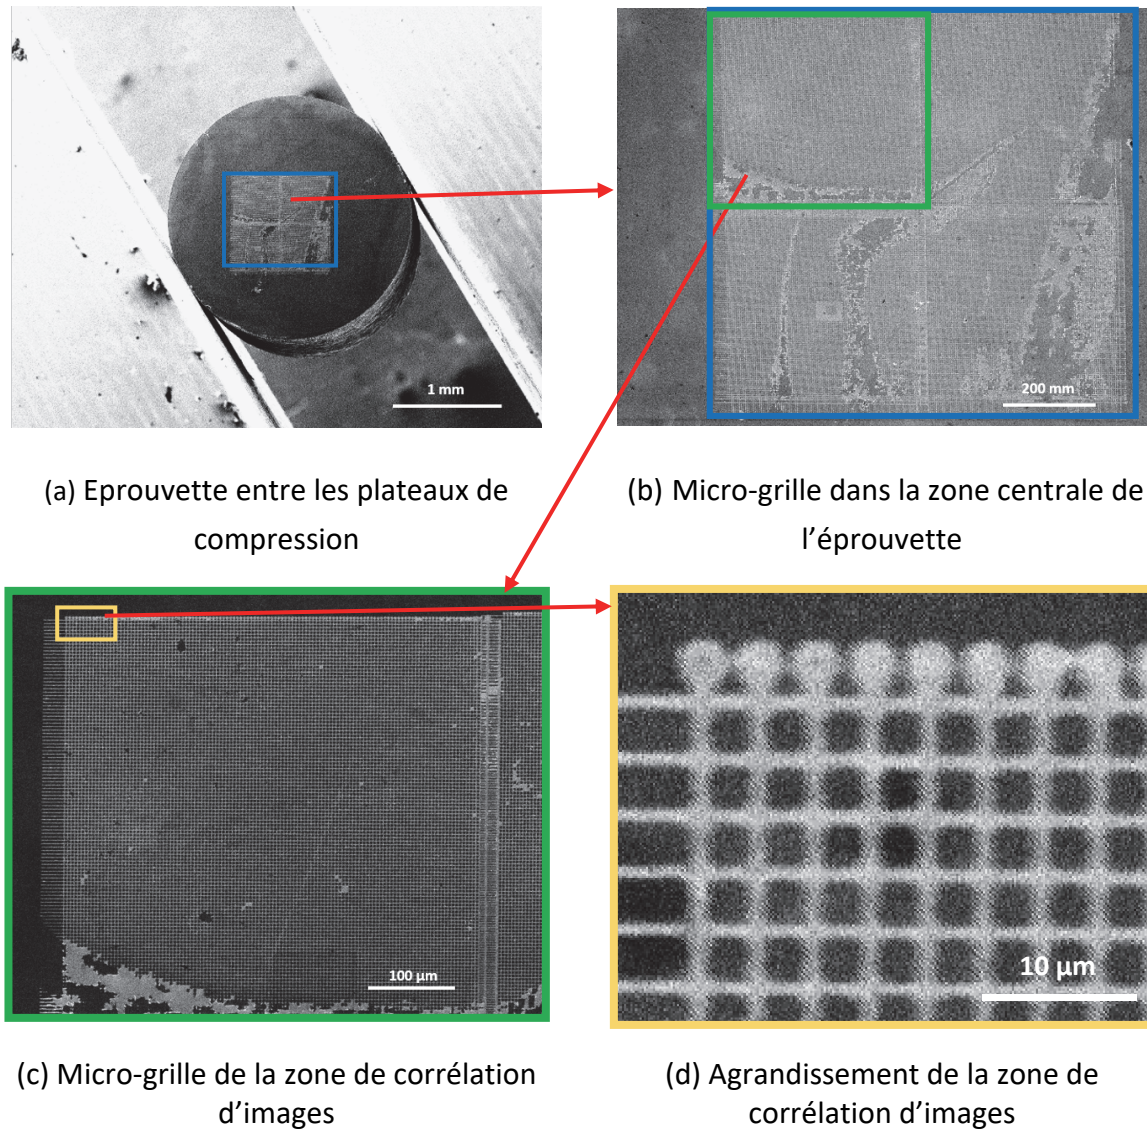 1 mm
200 mm
(a) Eprouvette entre les plateaux de
compression
(b) Micro-grille dans la zone centrale de
l’éprouvette
100 µm
10 µm
(c) Micro-grille de la zone de corrélation
d’images
(d) Agrandissement de la zone de
corrélation d’images